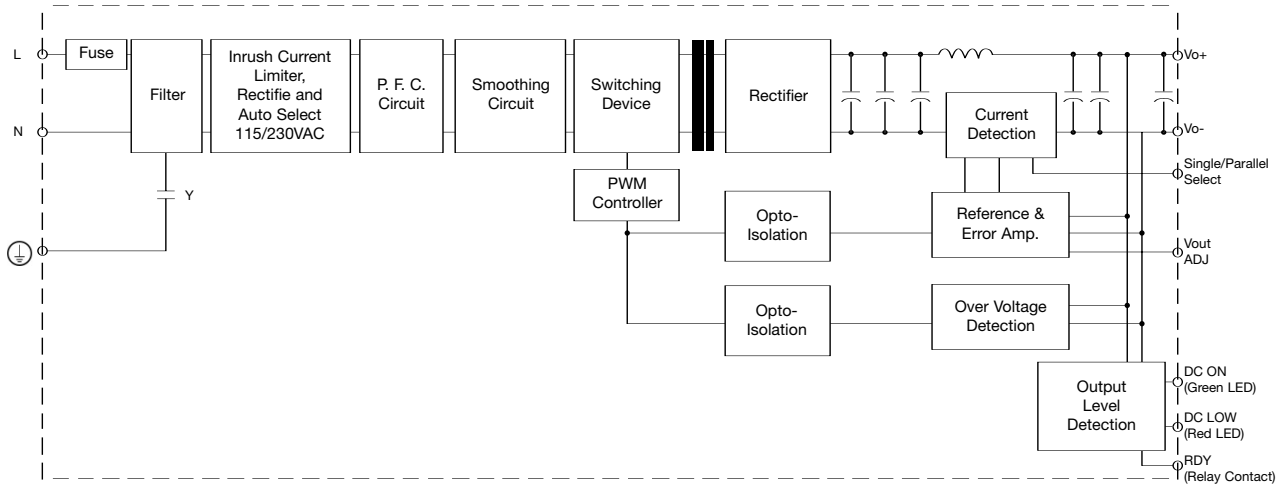 L
Fuse
Filter
Inrush Current
Limiter,
Rectifie and
Auto Select
115/230VAC
P. F. C.
Circuit
Smoothing
Circuit
Switching
Device
Rectifier
Current
Detection
Vo+
N
Vo-
Single/Parallel
Select
Y
PWM
Controller
Opto-
Isolation
Reference &
Error Amp.
Vout
ADJ
Opto-
Isolation
Over Voltage
Detection
Output
Level
Detection
DC ON
(Green LED)
DC LOW
(Red LED)
RDY
(Relay Contact)